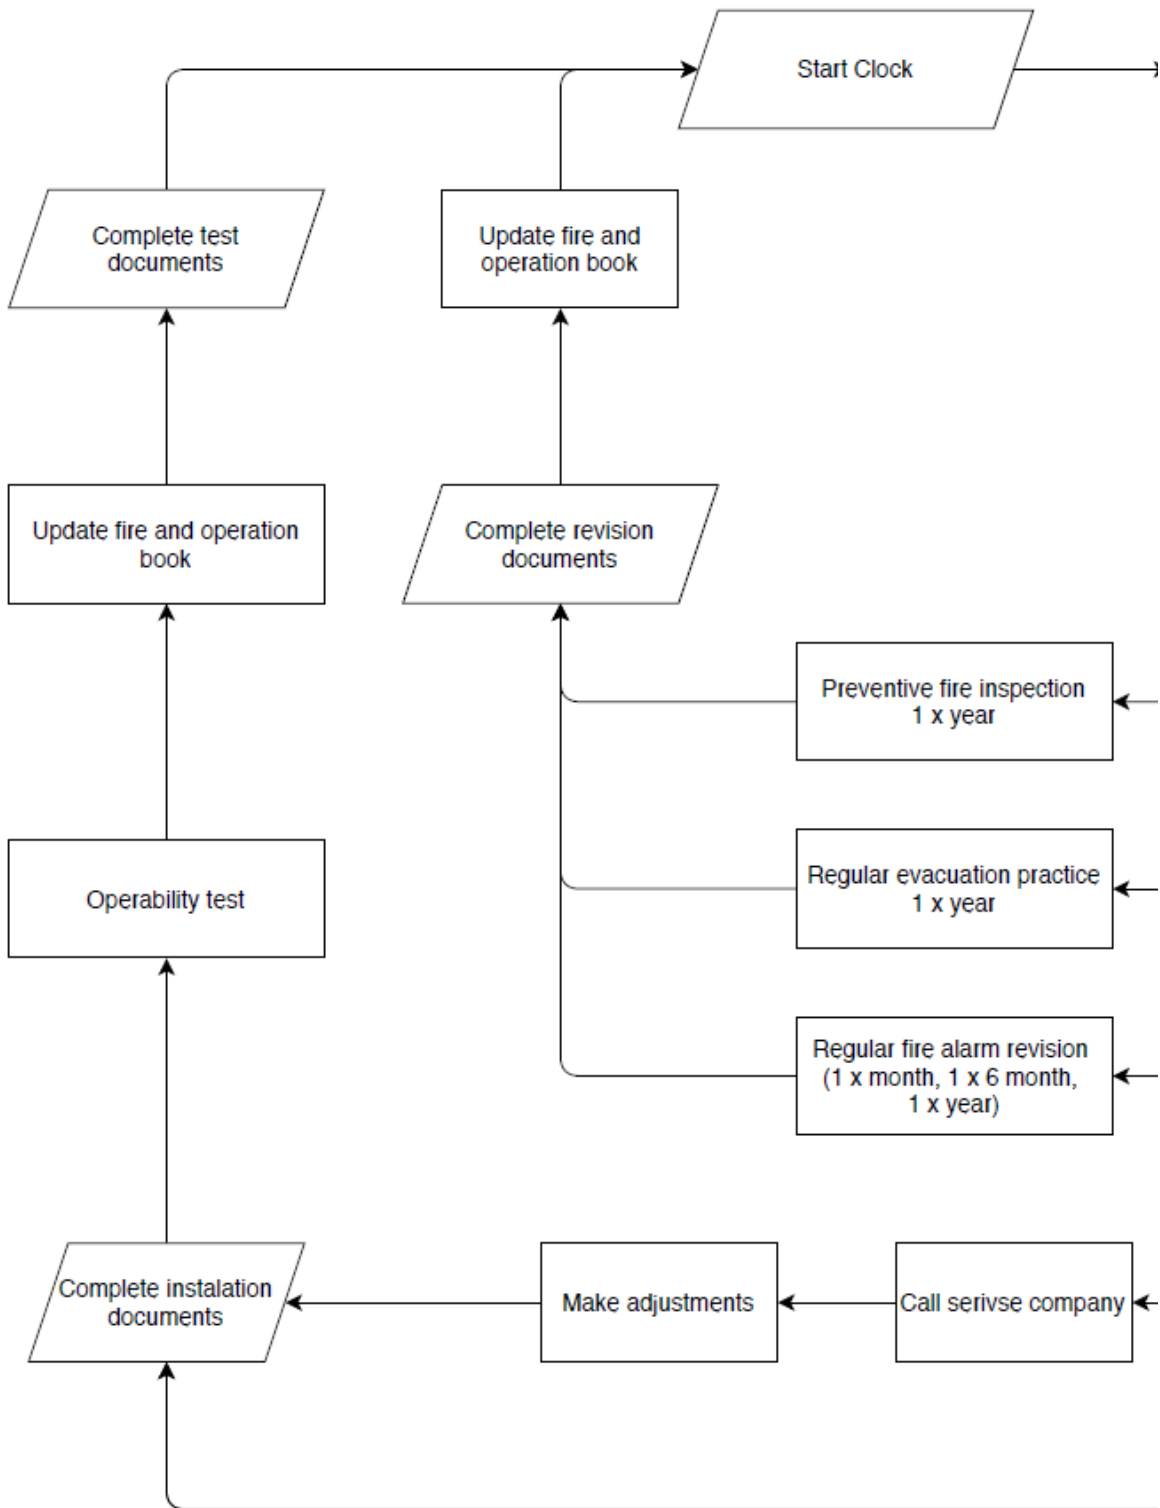 Start Clock
Complete test
documents
Update fire and
operation book
Update fire and operation
book
Complete revision
documents
Preventive fire inspection
1 x year
Operability test
Regular evacuation practice
1 x year
Regular fire alarm revision
(1 x month, 1 x 6 month,
1 x year)
Complete instalation
documents
Make adjustments
Call serivse company